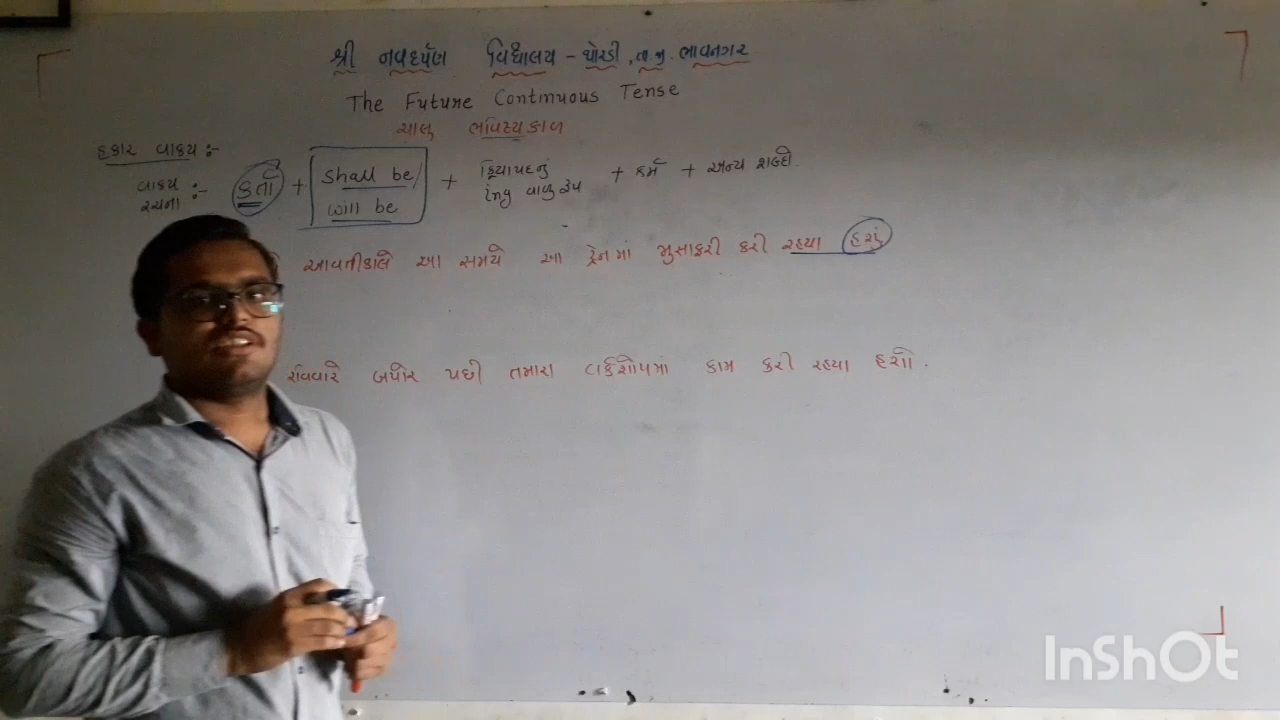 શ્રી નવદર્પણ વિદ્યાલય - થોરડી, તા.જી. ભાવનગર
The Future Continuous Tense
ચાલુ ભવિષ્યકાળ
હકાર વાક્ય :-
વાક્ય રચના :- કર્તા + shall be / will be + ક્રિયાપદનું ing વાળુ રૂપ + કર્મ + અન્ય શબ્દો.
આવતીકાલે આ સમયે આ ટ્રેનમાં મુસાફરી કરી રહયા હશું
રવિવારે બપોર પછી તમારા વર્કશોપમાં કામ કરી રહયા હશો.
InShOt